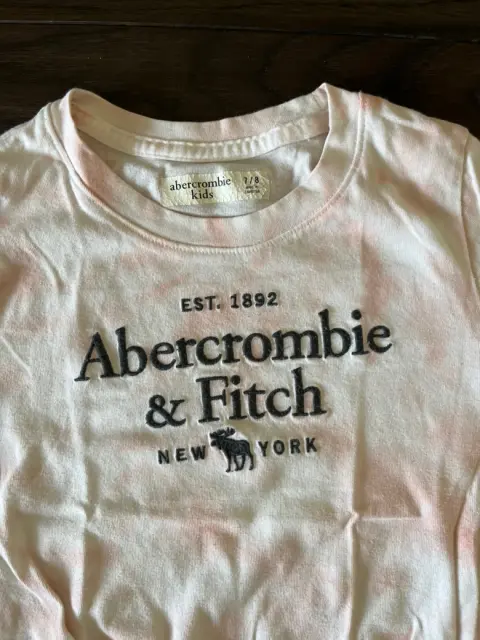 abercrombie
kids
7/8
EST. 1892
Abercrombie
& Fitch
NEW YORK